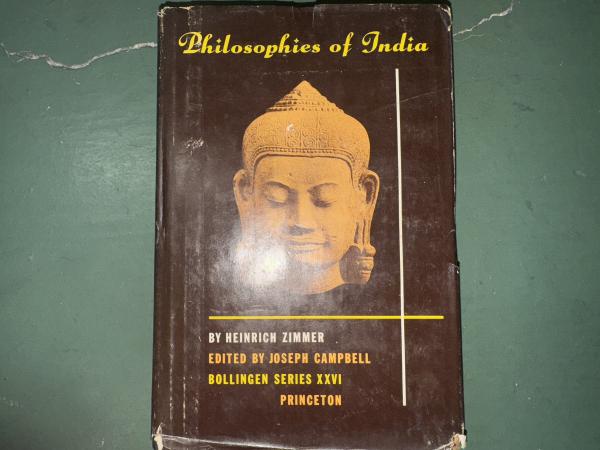 Philosophies of India
BY HEINRICH ZIMMER
EDITED BY JOSEPH CAMPBELL
BOLLINGEN SERIES XXVI
PRINCETON